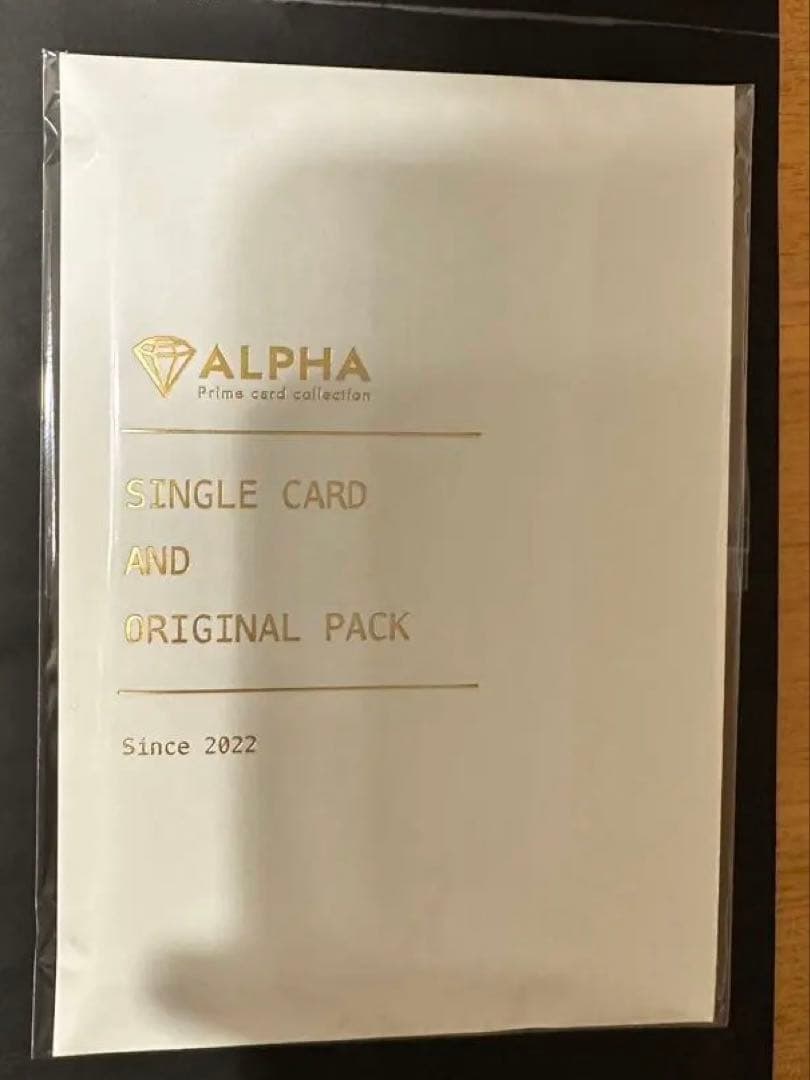 ALPHA
Prime card collection
SINGLE CARD
AND
ORIGINAL PACK
Since 2022